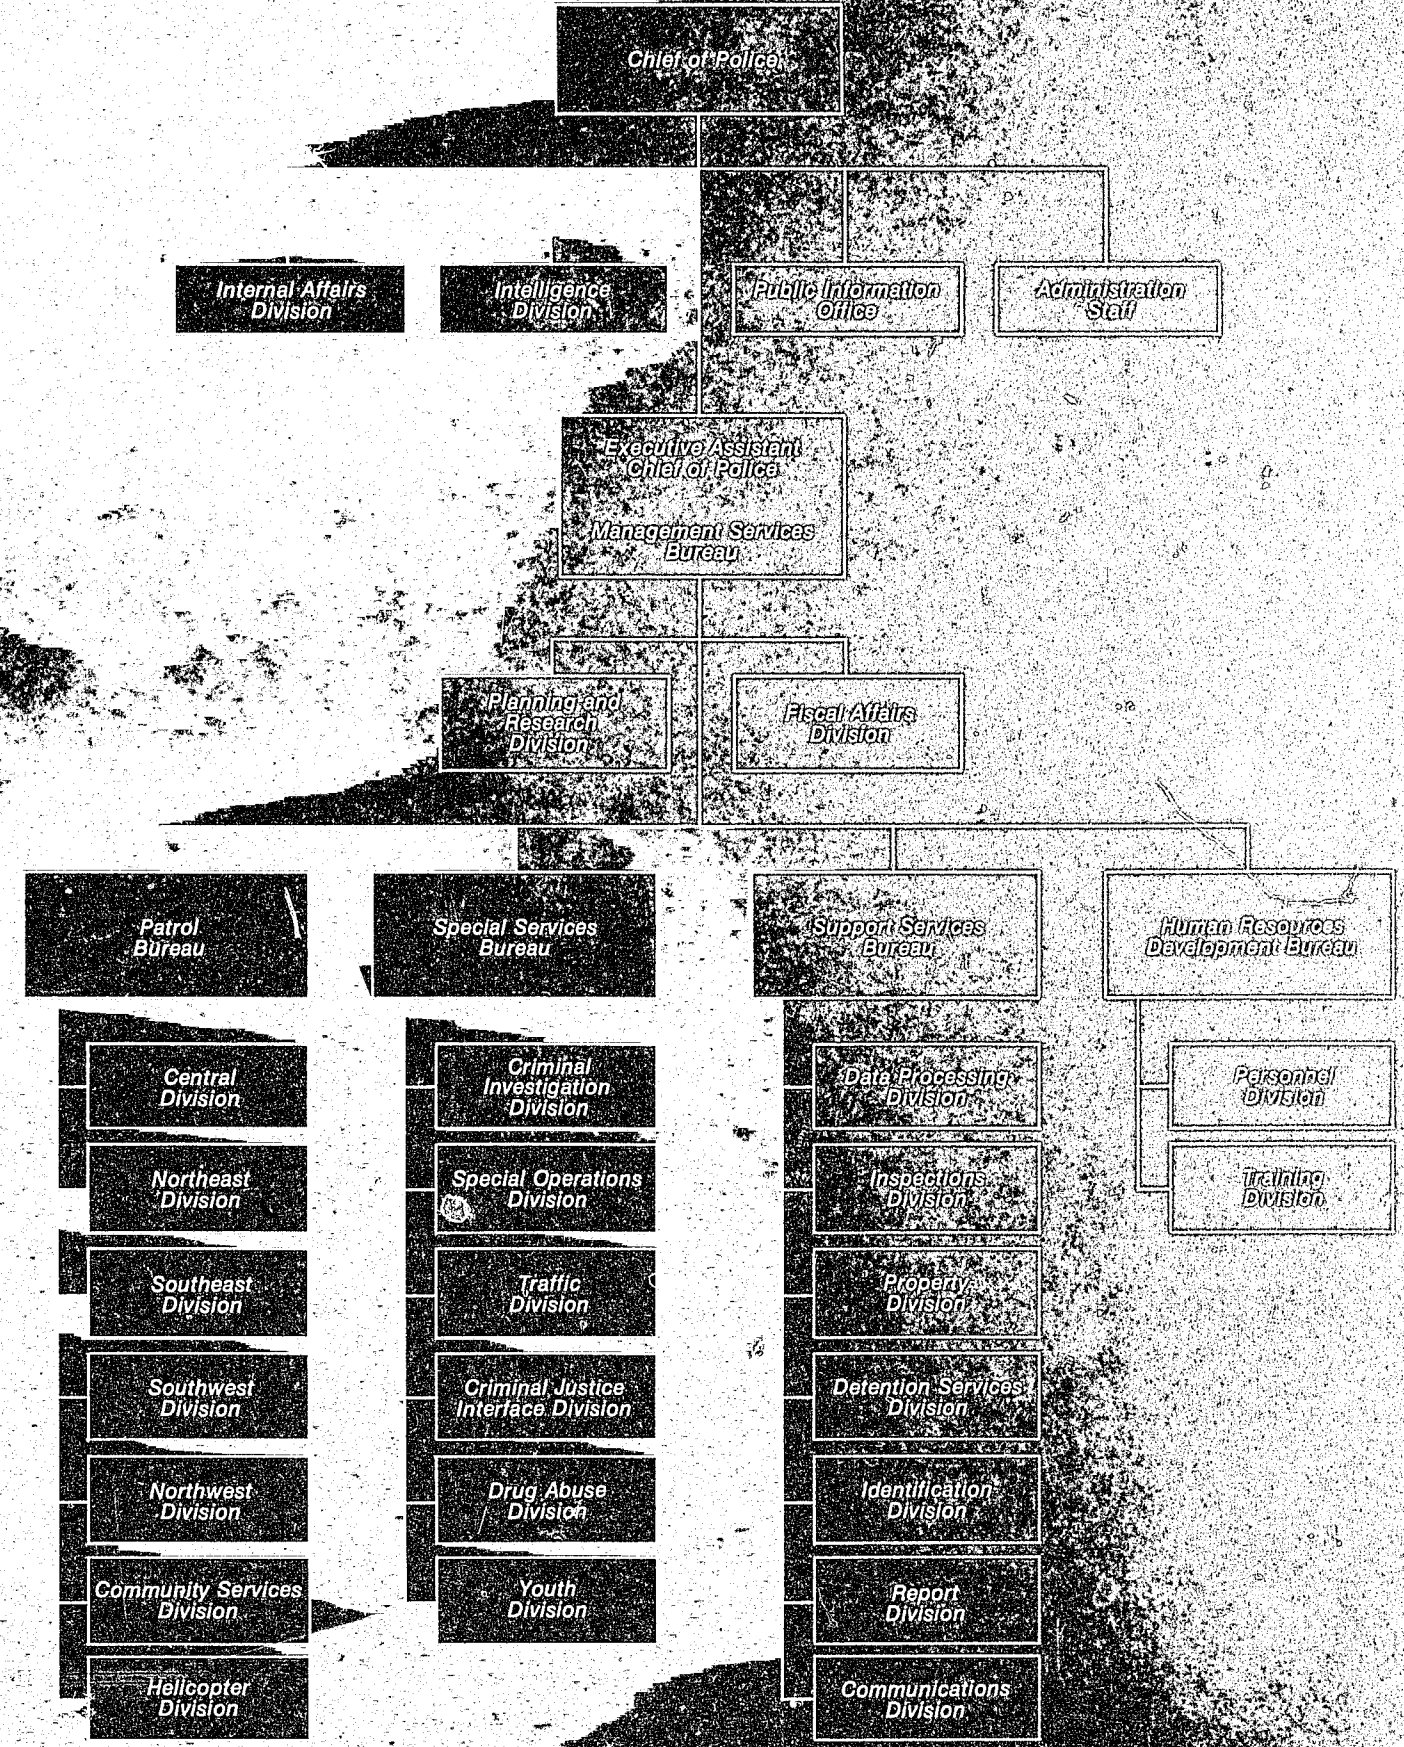 Chief of Police
Internal Affairs
Division
Intelligence
Division
Public Information
Office
Administration
Staff
Executive Assistant
Chief of Police
Management Services
Bureau
Planning and
Research
Division
Fiscal Affairs
Division
Patrol
Bureau
Special Services
Bureau
Support Services
Bureau
Human Resources
Development Bureau
Central
Division
Northeast
Division
Southeast
Division
Southwest
Division
Northwest
Division
Community Services
Division
Helicopter
Division
Criminal
Investigation
Division
Special Operations
Division
Traffic
Division
Criminal Justice
Interface Division
Drug Abuse
Division
Youth
Division
Data Processing
Division
Inspections
Division
Property
Division
Detention Services
Division
Identification
Division
Report
Division
Communications
Division
Personnel
Division
Training
Division